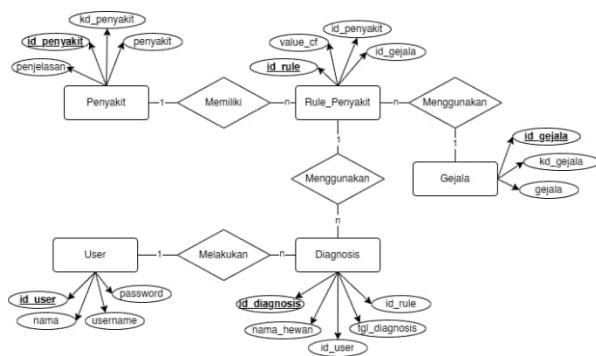 kd_penyakit
id_penyakit
penyakit
penjelasan
Penyakit
1
Memiliki
n
id_penyakit
value_cf
id_gejala
id_rule
Rule_Penyakit
n
Menggunakan
1
id_gejala
kd_gejala
gejala
Gejala
1
Menggunakan
n
User
1
Melakukan
n
Diagnosis
id_user
password
nama
username
id_diagnosis
id_rule
nama_hewan
tgl_diagnosis
id_user